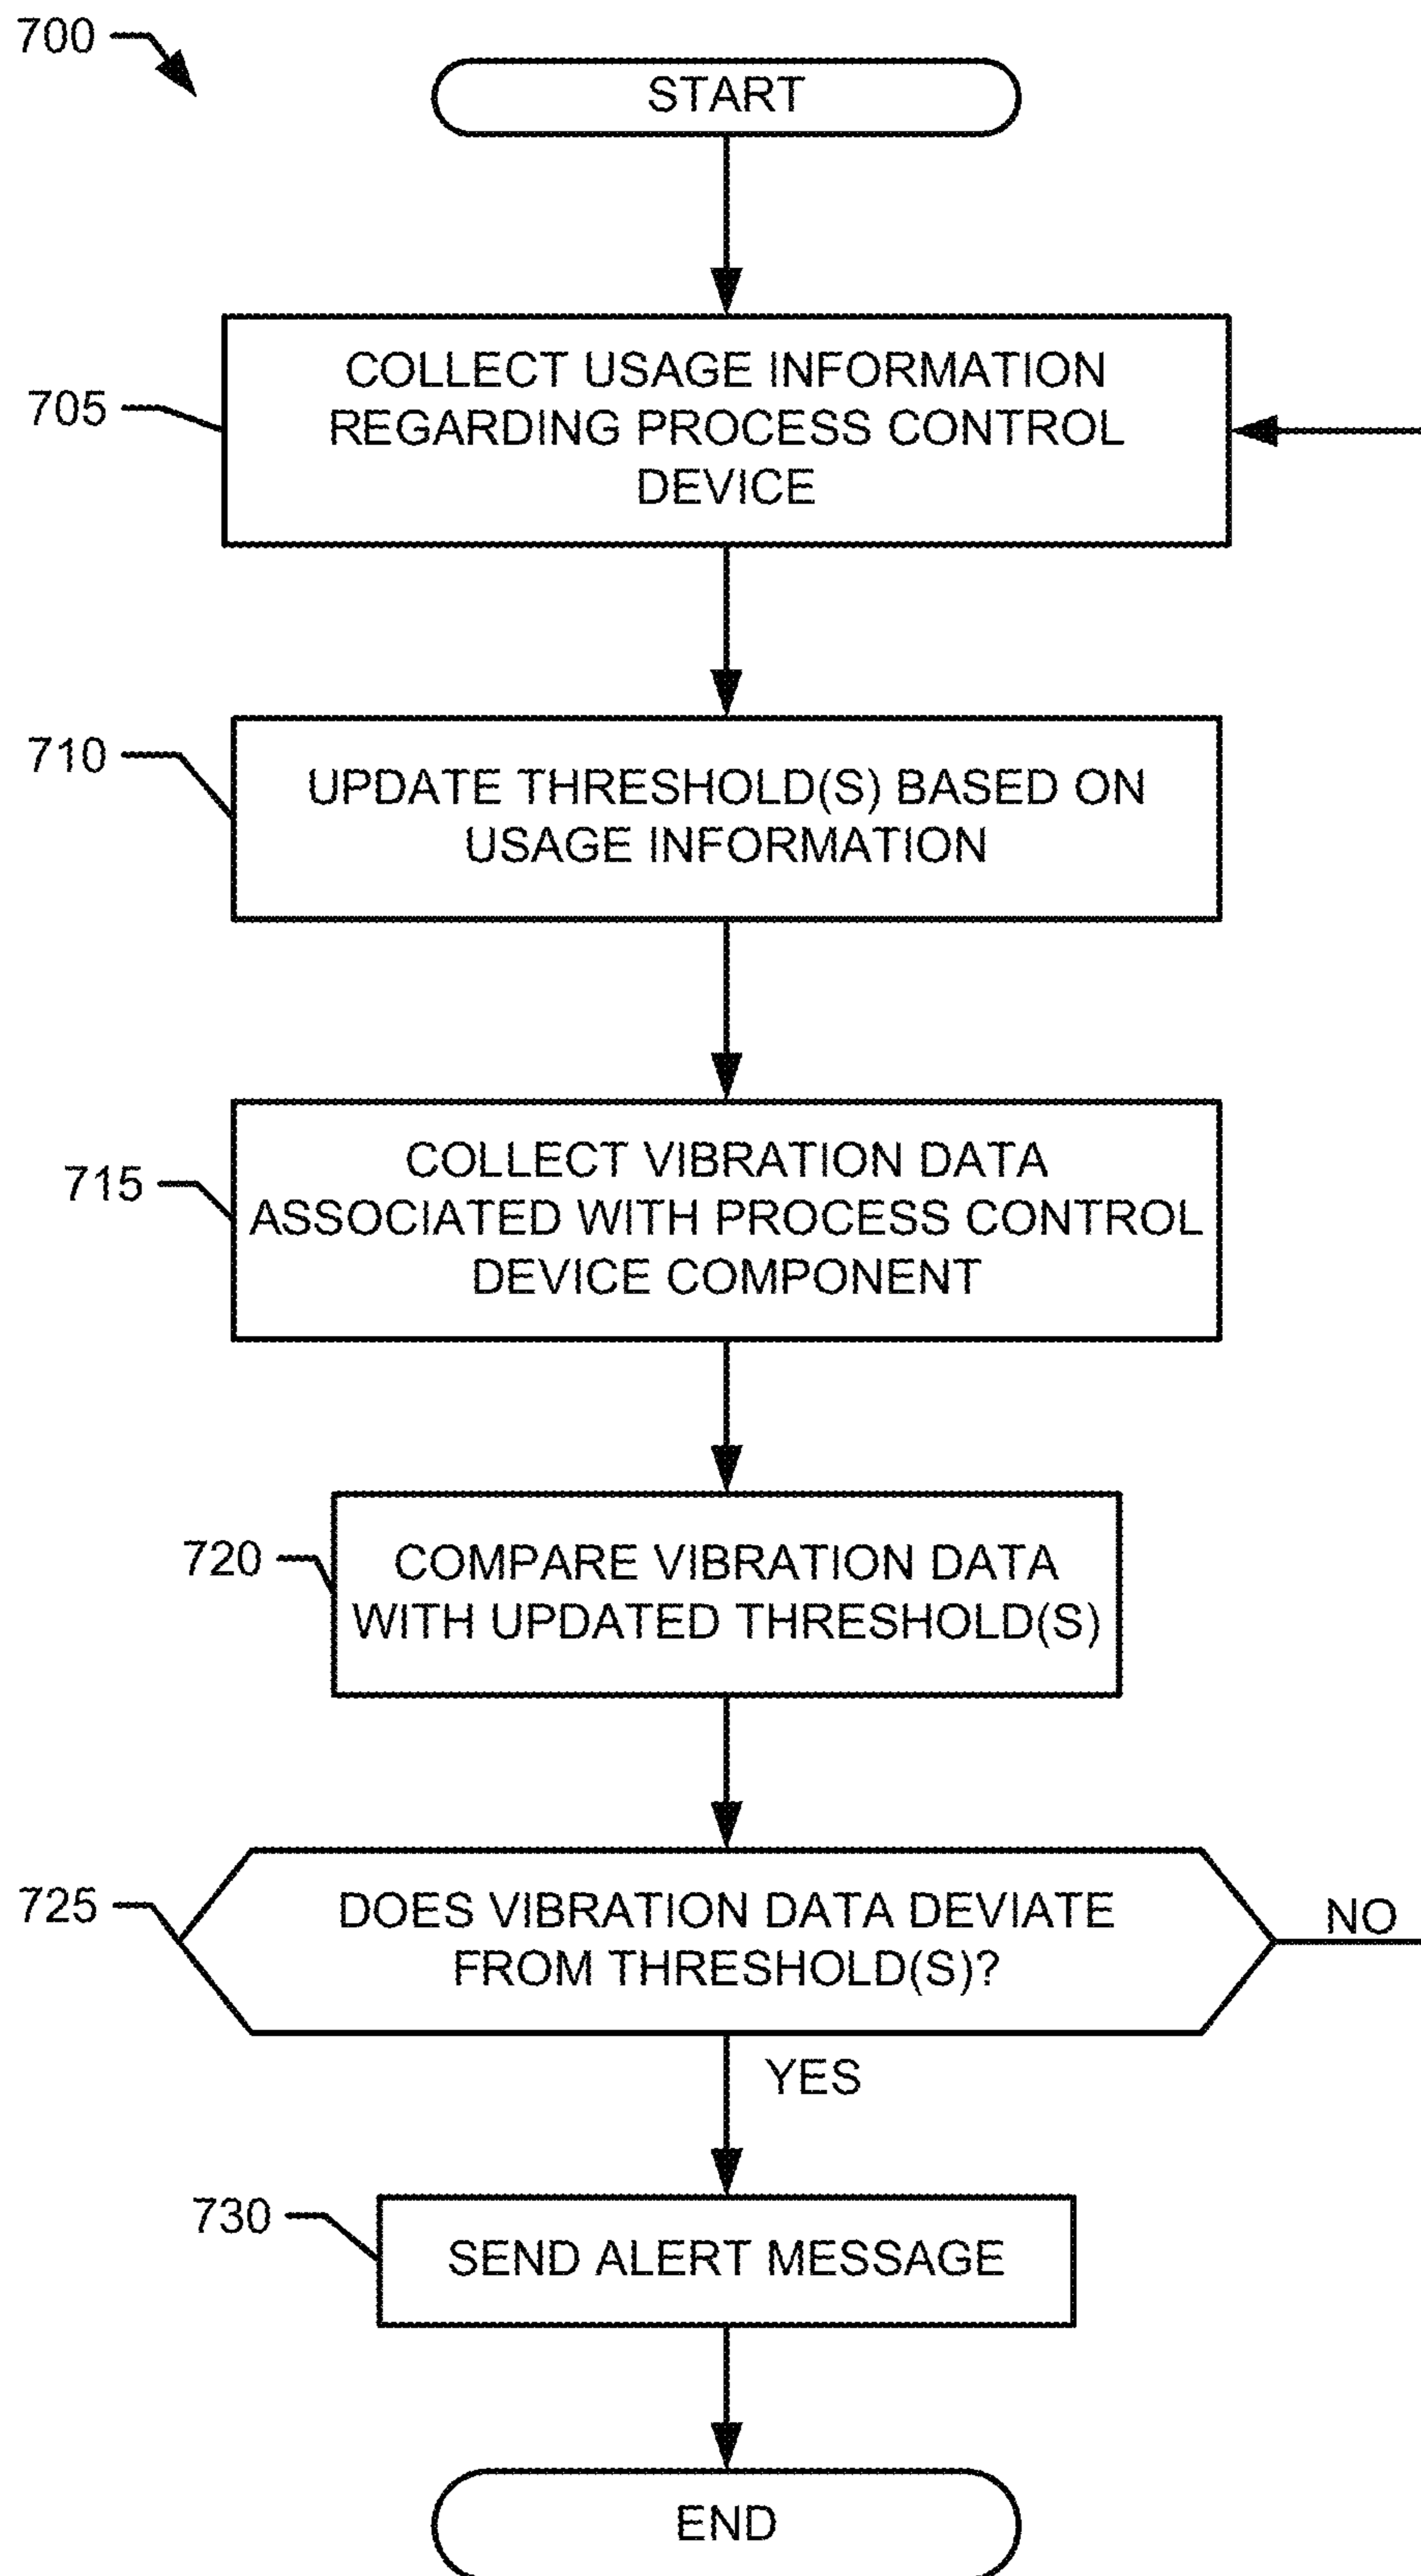 700
START
705
COLLECT USAGE INFORMATION
REGARDING PROCESS CONTROL
DEVICE
710
UPDATE THRESHOLD(S) BASED ON
USAGE INFORMATION
715
COLLECT VIBRATION DATA
ASSOCIATED WITH PROCESS CONTROL
DEVICE COMPONENT
720
COMPARE VIBRATION DATA
WITH UPDATED THRESHOLD(S)
725
DOES VIBRATION DATA DEVIATE
FROM THRESHOLD(S)?
NO
YES
730
SEND ALERT MESSAGE
END